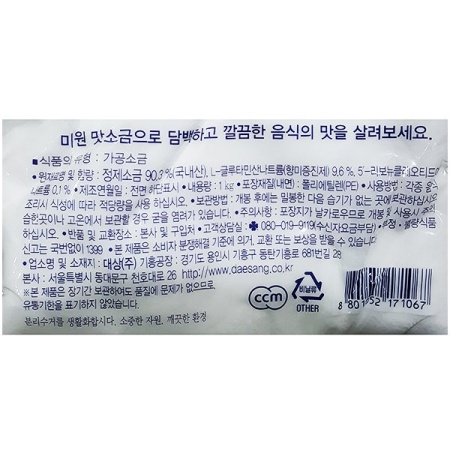 미원 맛소금으로 담백하고 깔끔한 음식의 맛을 살려보세요.
■식품의 유형 : 가공소금
•원재료명 및 함량 : 정제소금 90.3%(국내산), L-글루타민산나트륨(향미증진제) 9.6%, 5'-리보뉴클레오티드
나트륨 0.1% •제조연월일 : 전면 하단표시 •내용량 : 1kg •포장재질(내면) : 폴리에틸렌(PE) •사용방법 : 각종
조리시 식성에 따라 적당량을 사용 •보관방법 : 개봉 후에는 밀봉한 다음 습기가 없는 곳에
습한곳이나 고온에서 보관할 경우 굳을 염려가 있습니다. •주의사항 : 포장지가 날카로우므로 개봉 및 사용시
하십시오. •반품 및 교환장소 : 본사 및 구입처 •고객상담실 : 080-019-9119(수신자요금부담) 불량식품
신고는 국번없이 1399 •본 제품은 소비자 분쟁해결 기준에 의거, 교환 또는 보상을 받을 수 있습니다.
•업소명 및 소재지 : 대상(주) 기흥공장 : 경기도 용인시 기흥구 동탄기흥로 681번길 28
본사 : 서울특별시 동대문구 천호대로 26 http://www.daesang.co.kr
※본 제품은 장기간 보관하여도 품질에 문제가 없으므로,
유통기한을 표기하지 않았습니다.
분리수거를 생활화합시다. 소중한 자원, 깨끗한 환경
ccm
비닐류
OTHER
8 801052 171067